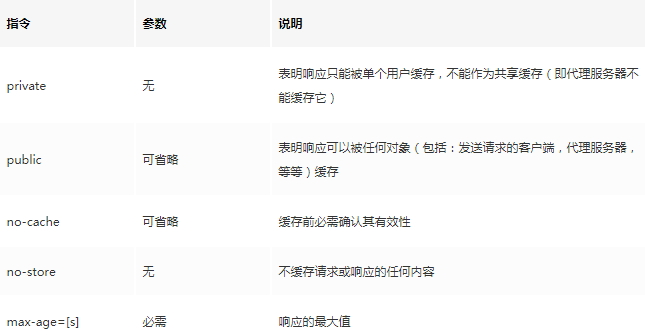 指令 参数 说明
表明响应只能被单个用户缓存，不能作为共享缓存（即代理服务器不
private 无
能缓存它）
表明响应可以被任何对象（包括：发送请求的客户端，代理服务器，
public 可省略
等等）缓存
no-cache 可省略 缓存前必需确认其有效性
no-store 无 不缓存请求或响应的任何内容
max-age=[s] 必需 响应的最大值